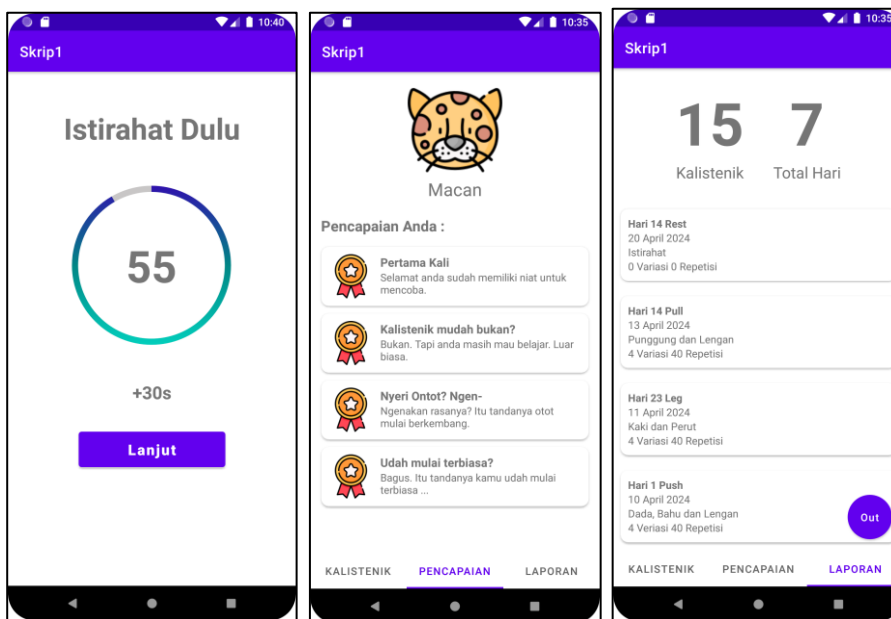 10:40
Skrip1
Istirahat Dulu
55
+30s
Lanjut
10:35
Skrip1
Macan
Pencapaian Anda :
Pertama Kali
Selamat anda sudah memiliki niat untuk
mencoba.
Kalistenik mudah bukan?
Bukan. Tapi anda masih mau belajar. Luar
biasa.
Nyeri Ontot? Ngen-
Ngenakan rasanya? Itu tandanya otot
mulai berkembang.
Udah mulai terbiasa?
Bagus. Itu tandanya kamu udah mulai
terbiasa ...
KALISTENIK PENCAPAIAN LAPORAN
10:35
Skrip1
15 7
Kalistenik Total Hari
Hari 14 Rest
20 April 2024
Istirahat
0 Variasi 0 Repetisi
Hari 14 Pull
13 April 2024
Punggung dan Lengan
4 Variasi 40 Repetisi
Hari 23 Leg
11 April 2024
Kaki dan Perut
4 Variasi 40 Repetisi
Hari 1 Push
10 April 2024
Dada, Bahu dan Lengan
4 Veriasi 40 Repetisi
Out
KALISTENIK PENCAPAIAN LAPORAN